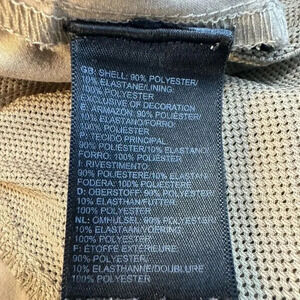 GB: SHELL: 90% POLYESTER/
10% ELASTANE/LINING:
100% POLYESTER
EXCLUSIVE OF DECORATION
E: ARMAZÓN: 90% POLIÉSTER/
10% ELASTANO/FORRO:
100% POLIÉSTER
P: TECIDO PRINCIPAL:
90% POLIÉSTER/10% ELASTANO/
FORRO: 100% POLIÉSTER
I: RIVESTIMENTO:
90% POLIESTERE/10% ELASTAN/
FODERA: 100% POLIESTERE
D: OBERSTOFF: 90% POLYESTER/
10% ELASTHAN/FUTTER:
100% POLYESTER
NL: OMHULSEL: 90% POLYESTER/
10% ELASTAAN/VOERING:
100% POLYESTER
F: ÉTOFFE EXTÉRIEURE:
90% POLYESTER/
10% ÉLASTHANNE/DOUBLURE:
100% POLYESTER